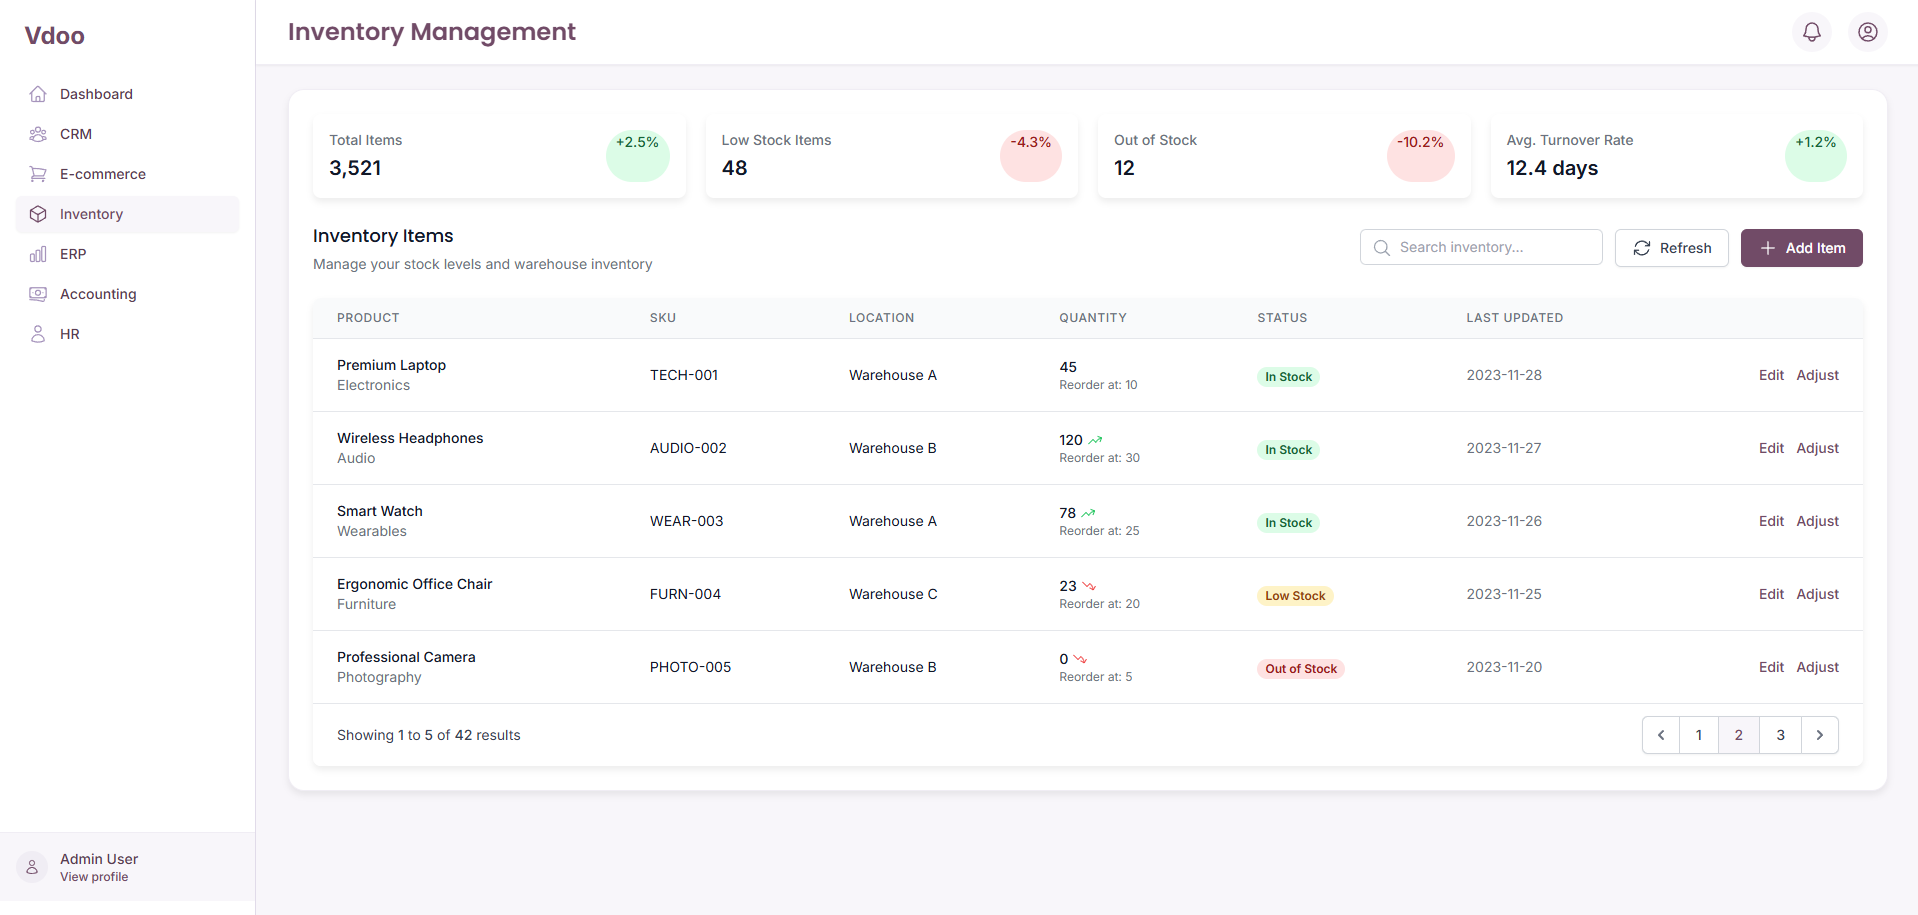 Vdoo
Dashboard
CRM
E-commerce
Inventory
ERP
Accounting
HR
Admin User
View profile
Inventory Management
Total Items
3,521
+2.5%
Low Stock Items
48
-4.3%
Out of Stock
12
-10.2%
Avg. Turnover Rate
12.4 days
+1.2%
Inventory Items
Manage your stock levels and warehouse inventory
Search inventory...
Refresh
Add Item
PRODUCT SKU LOCATION QUANTITY STATUS LAST UPDATED
Premium Laptop
Electronics
TECH-001
Warehouse A
45
Reorder at: 10
In Stock
2023-11-28
Edit Adjust
Wireless Headphones
Audio
AUDIO-002
Warehouse B
120
Reorder at: 30
In Stock
2023-11-27
Edit Adjust
Smart Watch
Wearables
WEAR-003
Warehouse A
78
Reorder at: 25
In Stock
2023-11-26
Edit Adjust
Ergonomic Office Chair
Furniture
FURN-004
Warehouse C
23
Reorder at: 20
Low Stock
2023-11-25
Edit Adjust
Professional Camera
Photography
PHOTO-005
Warehouse B
0
Reorder at: 5
Out of Stock
2023-11-20
Edit Adjust
Showing 1 to 5 of 42 results
1 2 3